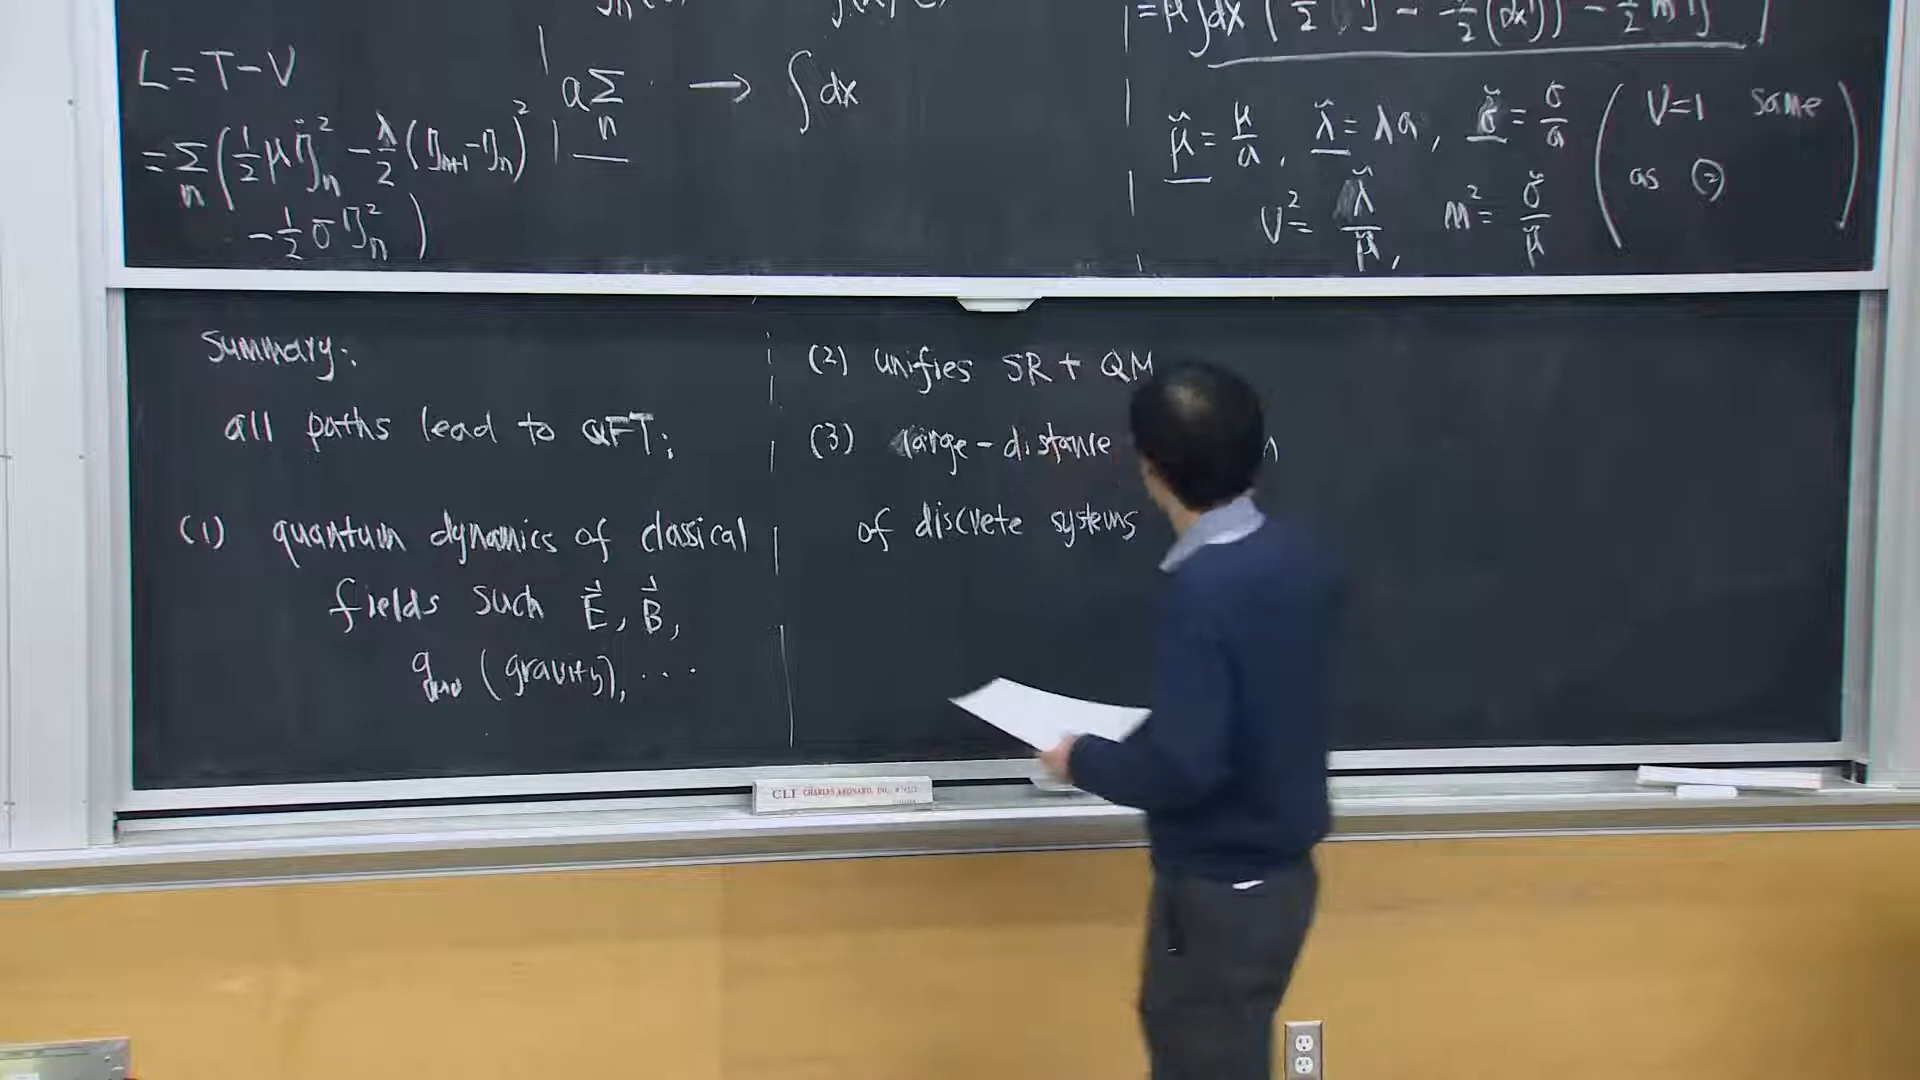 L = T - V
= Σ_n ( 1/2 μ η̇_n² - λ/2 (η_{n+1} - η_n)²
- 1/2 σ η_n² )
a Σ_n → ∫ dx
μ̌ = μ/a , λ̌ = λa , σ̌ = σ/a
V² = λ̌/μ̌ , m² = σ̌/μ̌
( V=1 same
as ② )
Summary:
all paths lead to QFT:
(1) quantum dynamics of classical
fields such E⃗, B⃗,
g_μν (gravity), ...
(2) unifies SR + QM
(3) large-distance
of discrete systems
CLI CHARLES LEONARD, INC.